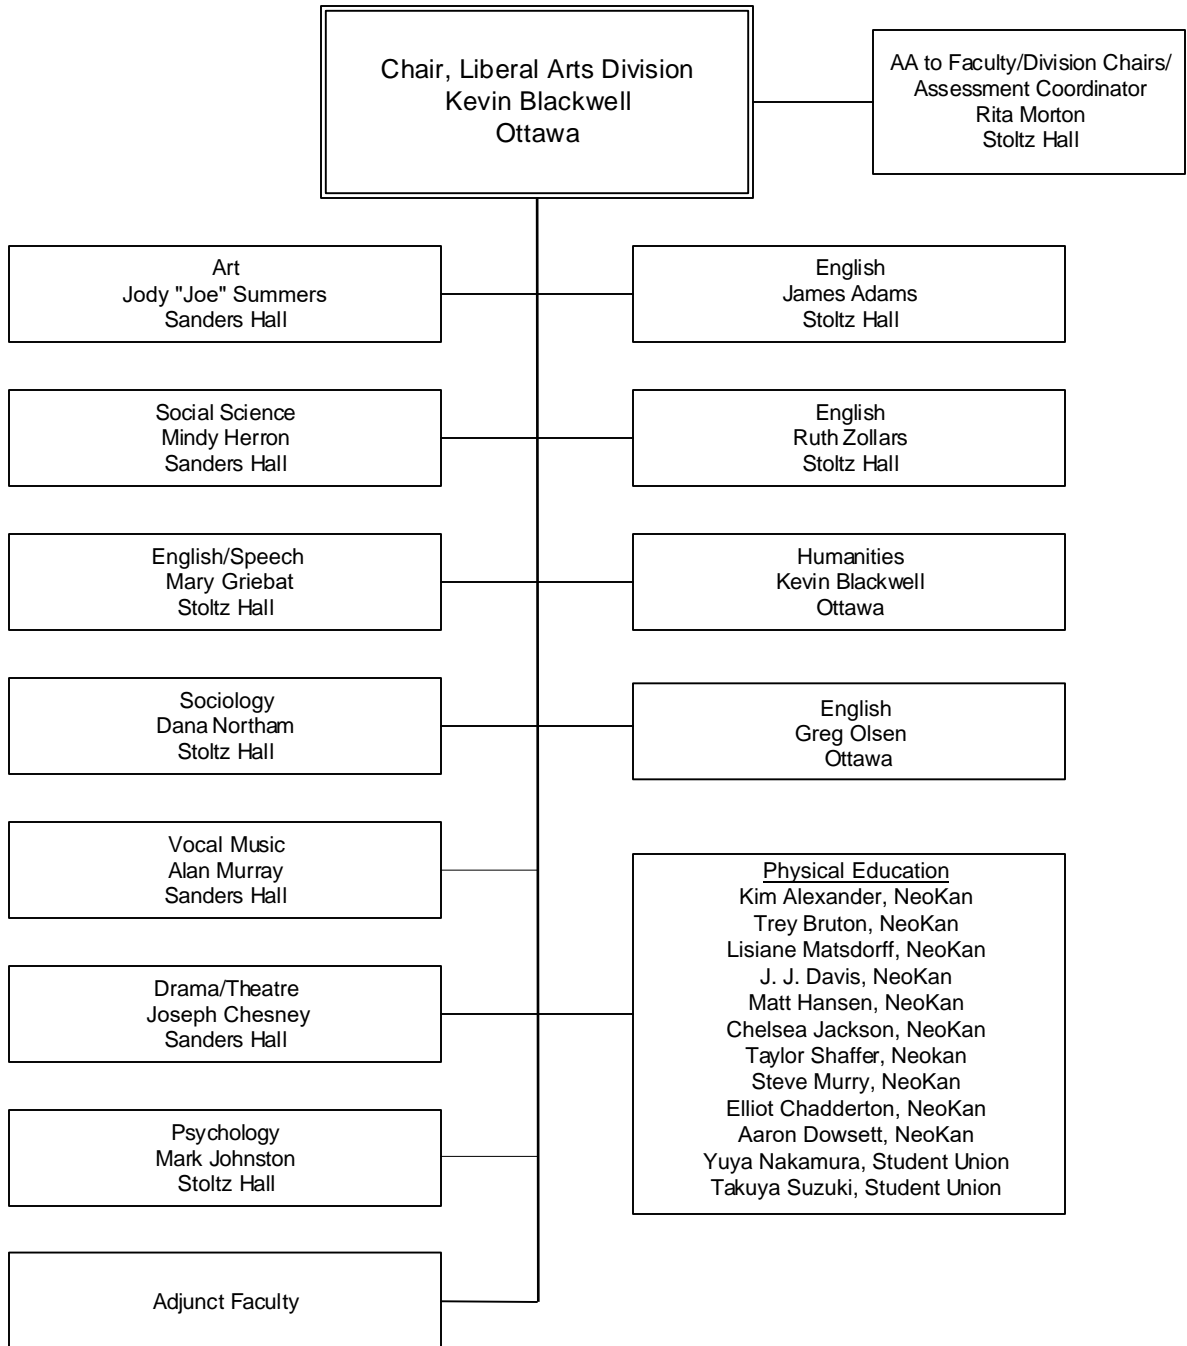 Chair, Liberal Arts Division
Kevin Blackwell
Ottawa
AA to Faculty/Division Chairs/
Assessment Coordinator
Rita Morton
Stoltz Hall
Art
Jody "Joe" Summers
Sanders Hall
English
James Adams
Stoltz Hall
Social Science
Mindy Herron
Sanders Hall
English
Ruth Zollars
Stoltz Hall
English/Speech
Mary Griebat
Stoltz Hall
Humanities
Kevin Blackwell
Ottawa
Sociology
Dana Northam
Stoltz Hall
English
Greg Olsen
Ottawa
Vocal Music
Alan Murray
Sanders Hall
Physical Education
Kim Alexander, NeoKan
Trey Bruton, NeoKan
Lisiane Matsdorff, NeoKan
J. J. Davis, NeoKan
Matt Hansen, NeoKan
Chelsea Jackson, NeoKan
Taylor Shaffer, Neokan
Steve Murry, NeoKan
Elliot Chadderton, NeoKan
Aaron Dowsett, NeoKan
Yuya Nakamura, Student Union
Takuya Suzuki, Student Union
Drama/Theatre
Joseph Chesney
Sanders Hall
Psychology
Mark Johnston
Stoltz Hall
Adjunct Faculty